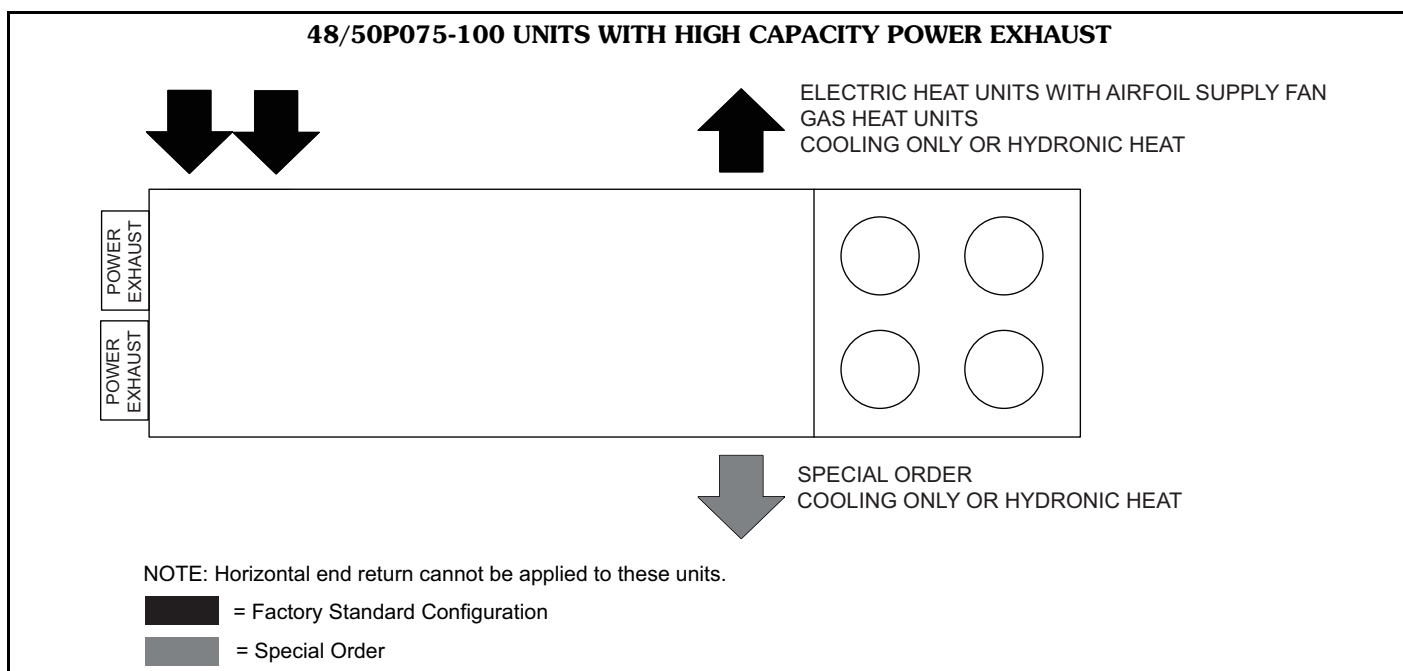 48/50P075-100 UNITS WITH HIGH CAPACITY POWER EXHAUST
ELECTRIC HEAT UNITS WITH AIRFOIL SUPPLY FAN
GAS HEAT UNITS
COOLING ONLY OR HYDRONIC HEAT
POWER
EXHAUST
POWER
EXHAUST
SPECIAL ORDER
COOLING ONLY OR HYDRONIC HEAT
NOTE: Horizontal end return cannot be applied to these units.
= Factory Standard Configuration
= Special Order